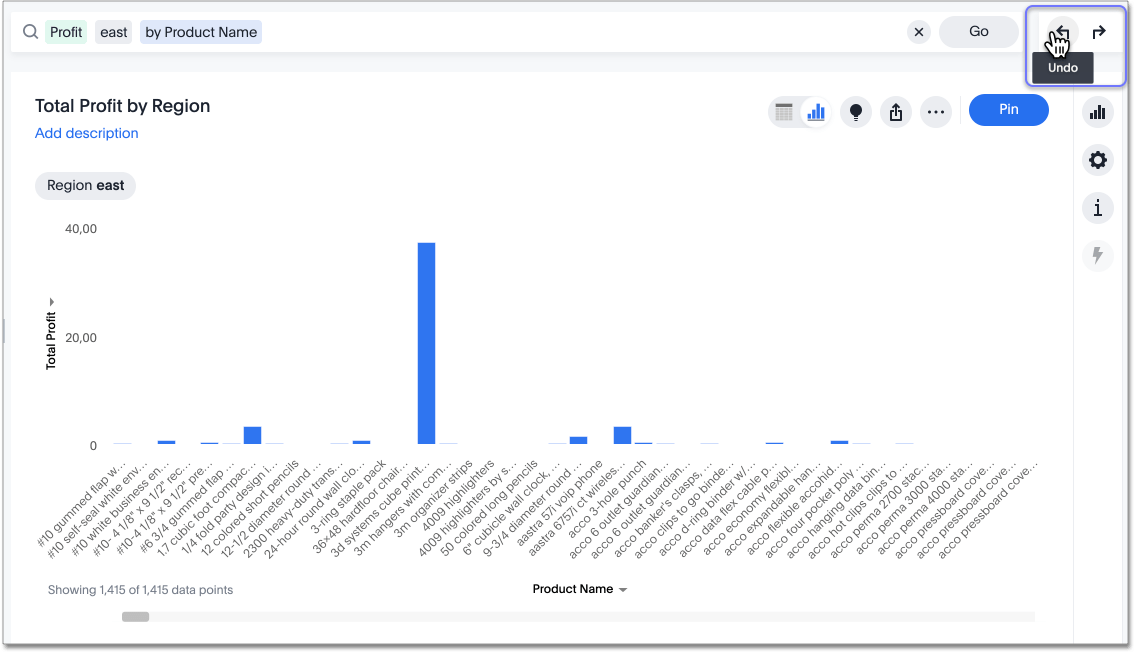 Profit east by Product Name
Go
Undo
Total Profit by Region
Add description
Pin
Region east
40,00
20,00
0
Total Profit
#10 gummed flap w...
#10 self-seal white env...
#10 white business en...
#10- 4 1/8" x 9 1/2" rec...
#10-4 1/8" x 9 1/2" pre...
#6 3/4 gummed flap ...
17 cubic foot compac...
1/4 fold party design i...
12 colored short pencils
12-1/2 diameter round ...
2300 heavy-duty trans...
24-hour round wall clo...
3-ring staple pack
36x48 hardfloor chair...
3d systems cube print...
3m hangers with com...
3m organizer strips
4009 highlighters
4009 highlighters by s...
50 colored long pencils
6" cubicle wall clock, ...
9-3/4 diameter round ...
aastra 57i voip phone
aastra 6757i ct wireles...
acco 3-hole punch
acco 6 outlet guardian...
acco 6 outlet guardian...
acco banker's clasps, ...
acco clips to go binde...
acco d-ring binder w/...
acco data flex cable p...
acco economy flexibl...
acco expandable han...
acco flexible accohid...
acco four pocket poly ...
acco hanging data bin...
acco hot clips clips to ...
acco perma 2700 stac...
acco perma 3000 sta...
acco perma 4000 sta...
acco pressboard cove...
acco pressboard cove...
acco pressboard cove...
Showing 1,415 of 1,415 data points
Product Name